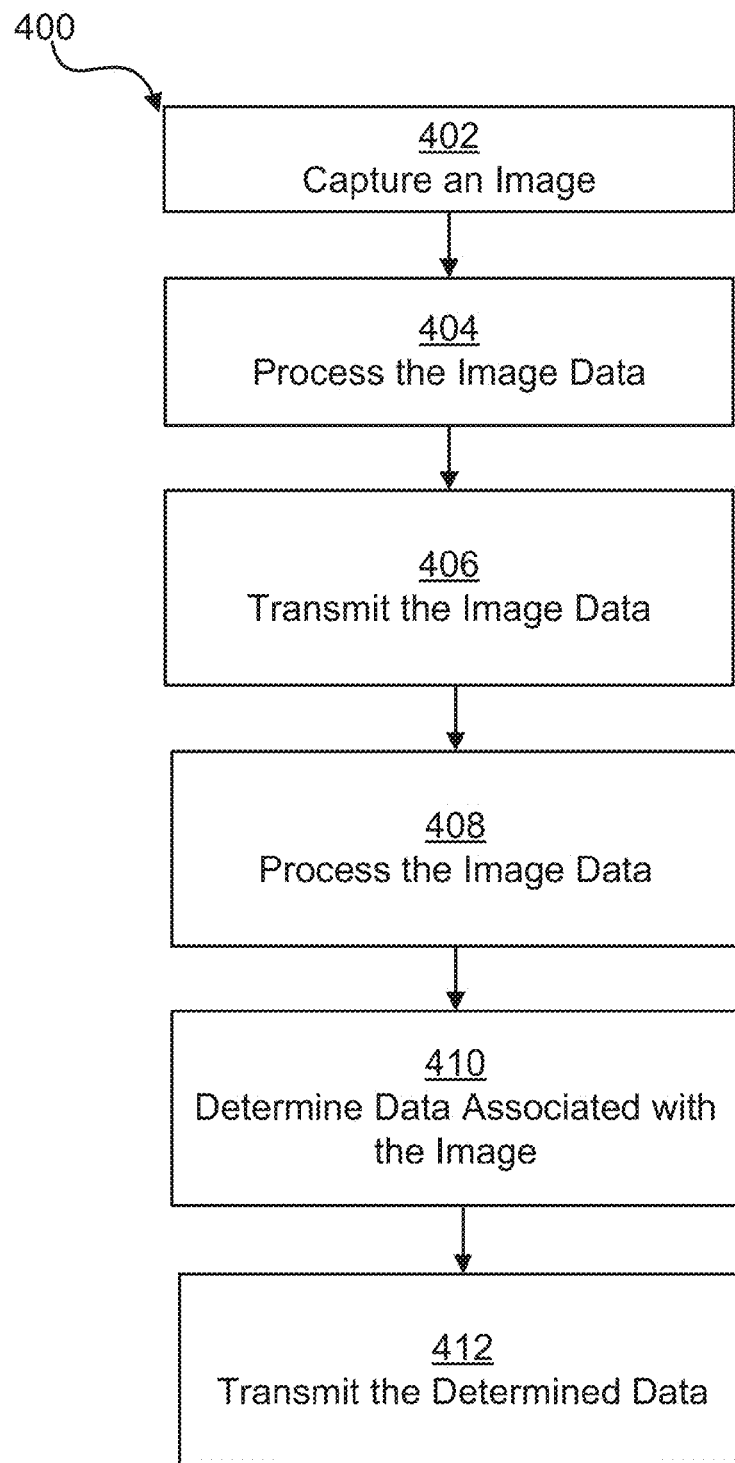 400
402
Capture an Image
404
Process the Image Data
406
Transmit the Image Data
408
Process the Image Data
410
Determine Data Associated with
the Image
412
Transmit the Determined Data